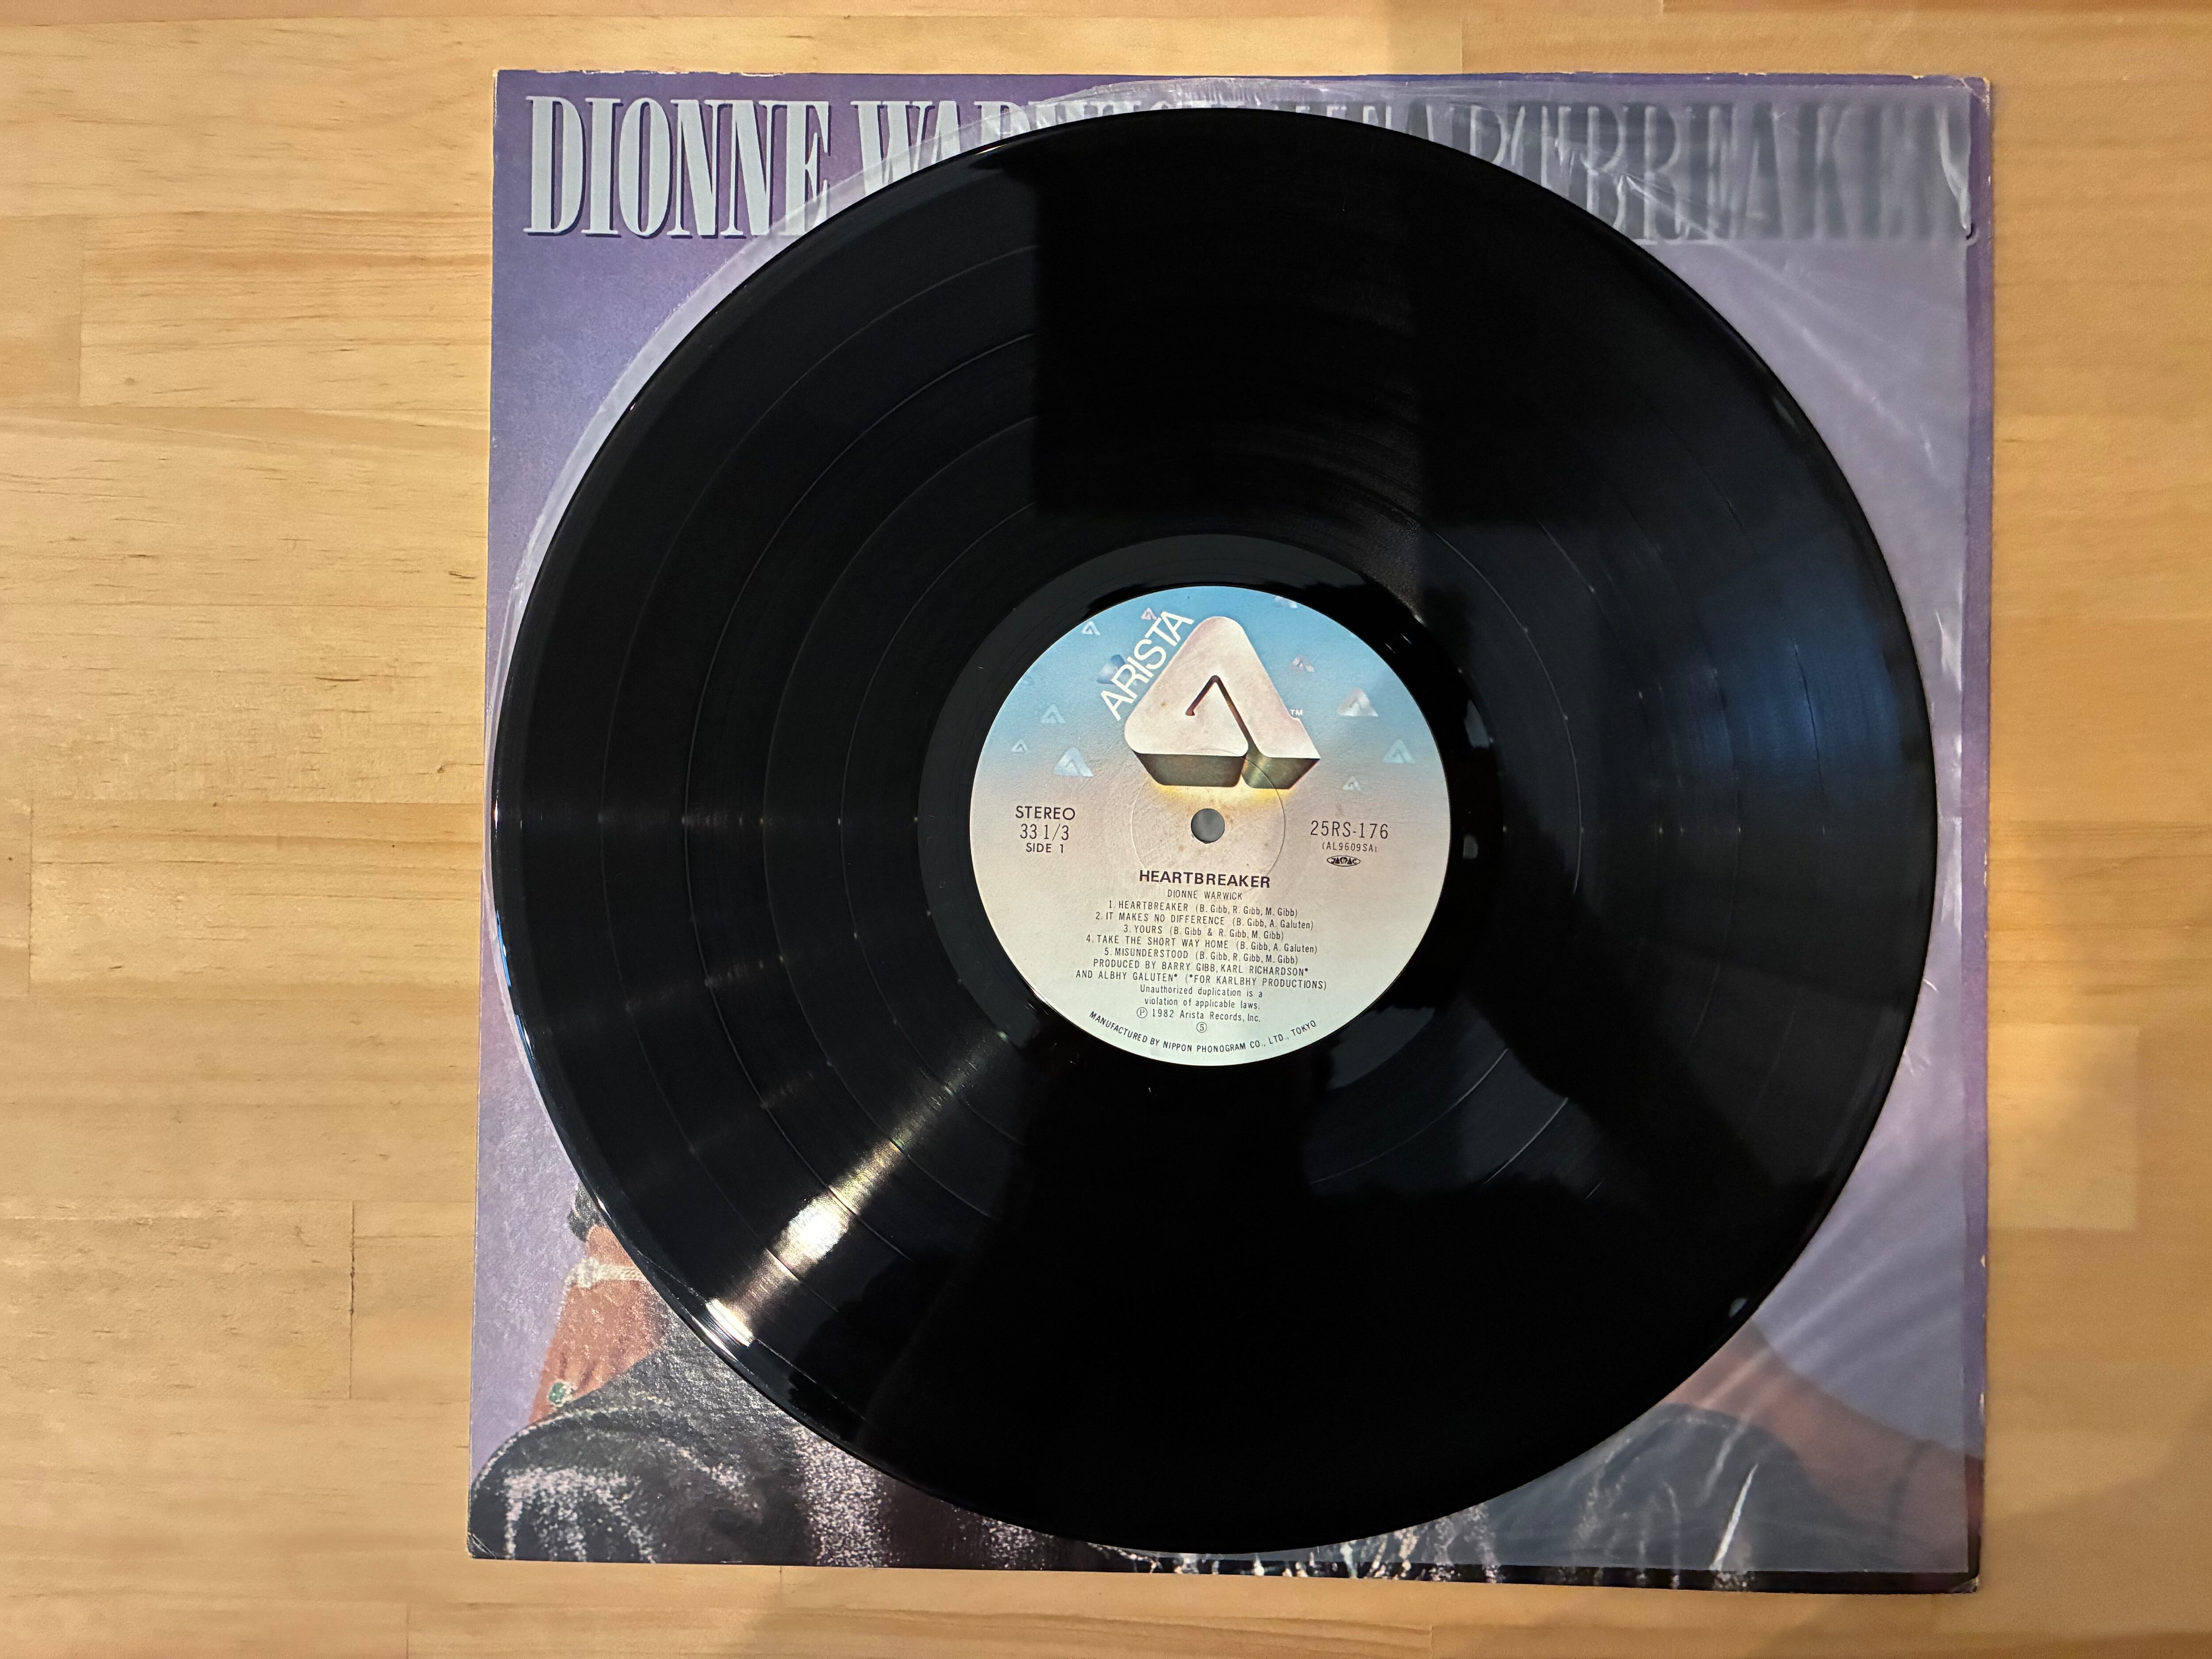 DIONNE WARWICK HEARTBREAKER
ARISTA
TM
STEREO
33 1/3
SIDE 1
25RS-176
(AL9609SA)
HEARTBREAKER
DIONNE WARWICK
1. HEARTBREAKER (B. Gibb, R. Gibb, M. Gibb)
2. IT MAKES NO DIFFERENCE (B. Gibb, A. Galuten)
3. YOURS (B. Gibb & R. Gibb, M. Gibb)
4. TAKE THE SHORT WAY HOME (B. Gibb, A. Galuten)
5. MISUNDERSTOOD (B. Gibb, R. Gibb, M. Gibb)
PRODUCED BY BARRY GIBB, KARL RICHARDSON*
AND ALBHY GALUTEN* (*FOR KARLBHY PRODUCTIONS)
Unauthorized duplication is a
violation of applicable laws.
Ⓟ 1982 Arista Records, Inc.
Ⓢ
MANUFACTURED BY NIPPON PHONOGRAM CO., LTD., TOKYO